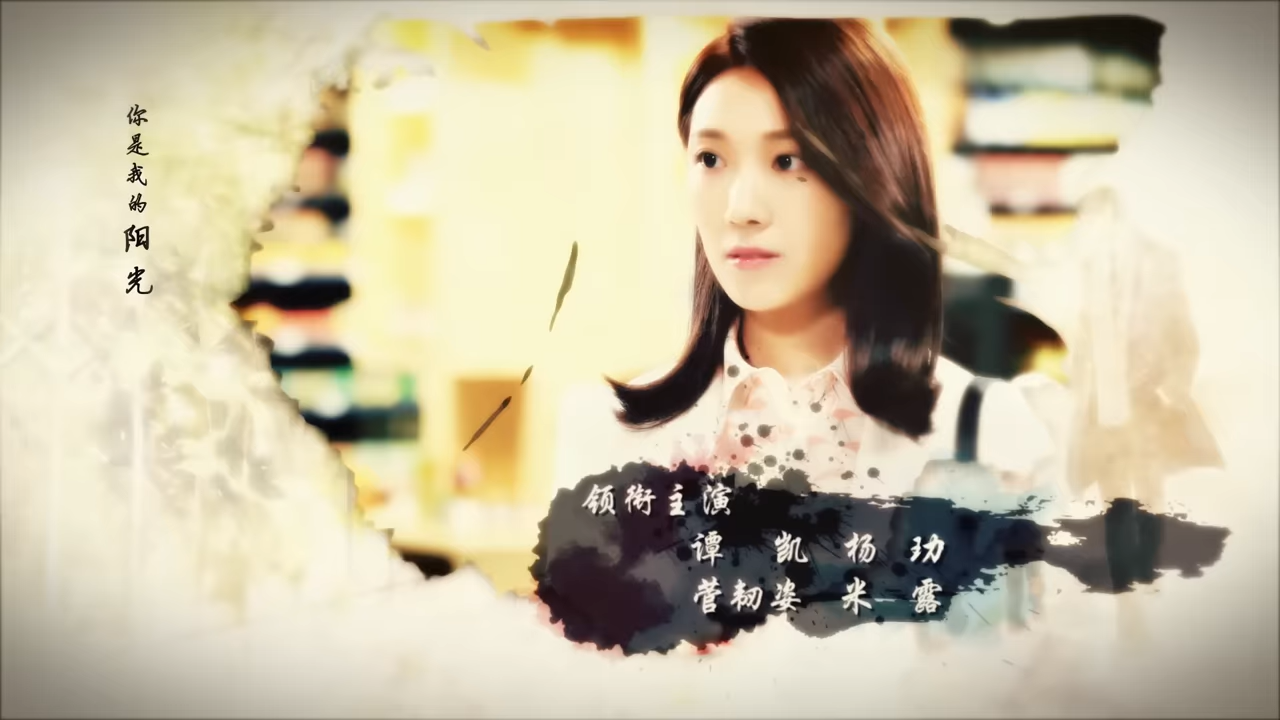 你是我的阳光
领衔主演
谭 凯 杨 玏
菅韧姿 米 露